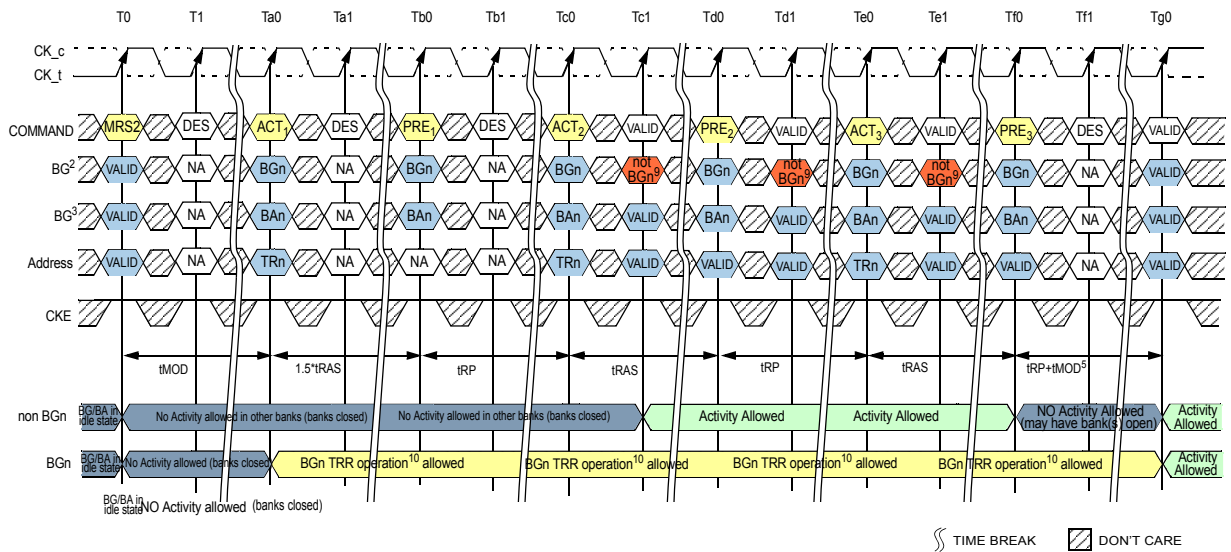 T0 T1 Ta0 Ta1 Tb0 Tb1 Tc0 Tc1 Td0 Td1 Te0 Te1 Tf0 Tf1 Tg0
CK_c
CK_t
COMMAND MRS2 DES ACT1 DES PRE1 DES ACT2 VALID PRE2 VALID ACT3 VALID PRE3 DES VALID
BG2 VALID NA BGn NA BGn NA BGn not BGn9 BGn not BGn9 BGn not BGn9 BGn NA VALID
BG3 VALID NA BAn NA BAn NA BAn VALID BAn VALID BAn VALID BAn NA VALID
Address VALID NA TRn NA NA NA TRn VALID VALID VALID TRn VALID VALID NA VALID
CKE
tMOD 1.5*tRAS tRP tRAS tRP tRAS tRP+tMOD5
non BGn BG/BA in idle state No Activity allowed in other banks (banks closed) No Activity allowed in other banks (banks closed) Activity Allowed Activity Allowed NO Activity Allowed (may have bank(s) open) Activity Allowed
BGn BG/BA in idle state No Activity allowed (banks closed) BGn TRR operation10 allowed BGn TRR operation10 allowed BGn TRR operation10 allowed BGn TRR operation10 allowed Activity Allowed
BG/BA in idle state NO Activity allowed (banks closed)
TIME BREAK DON'T CARE